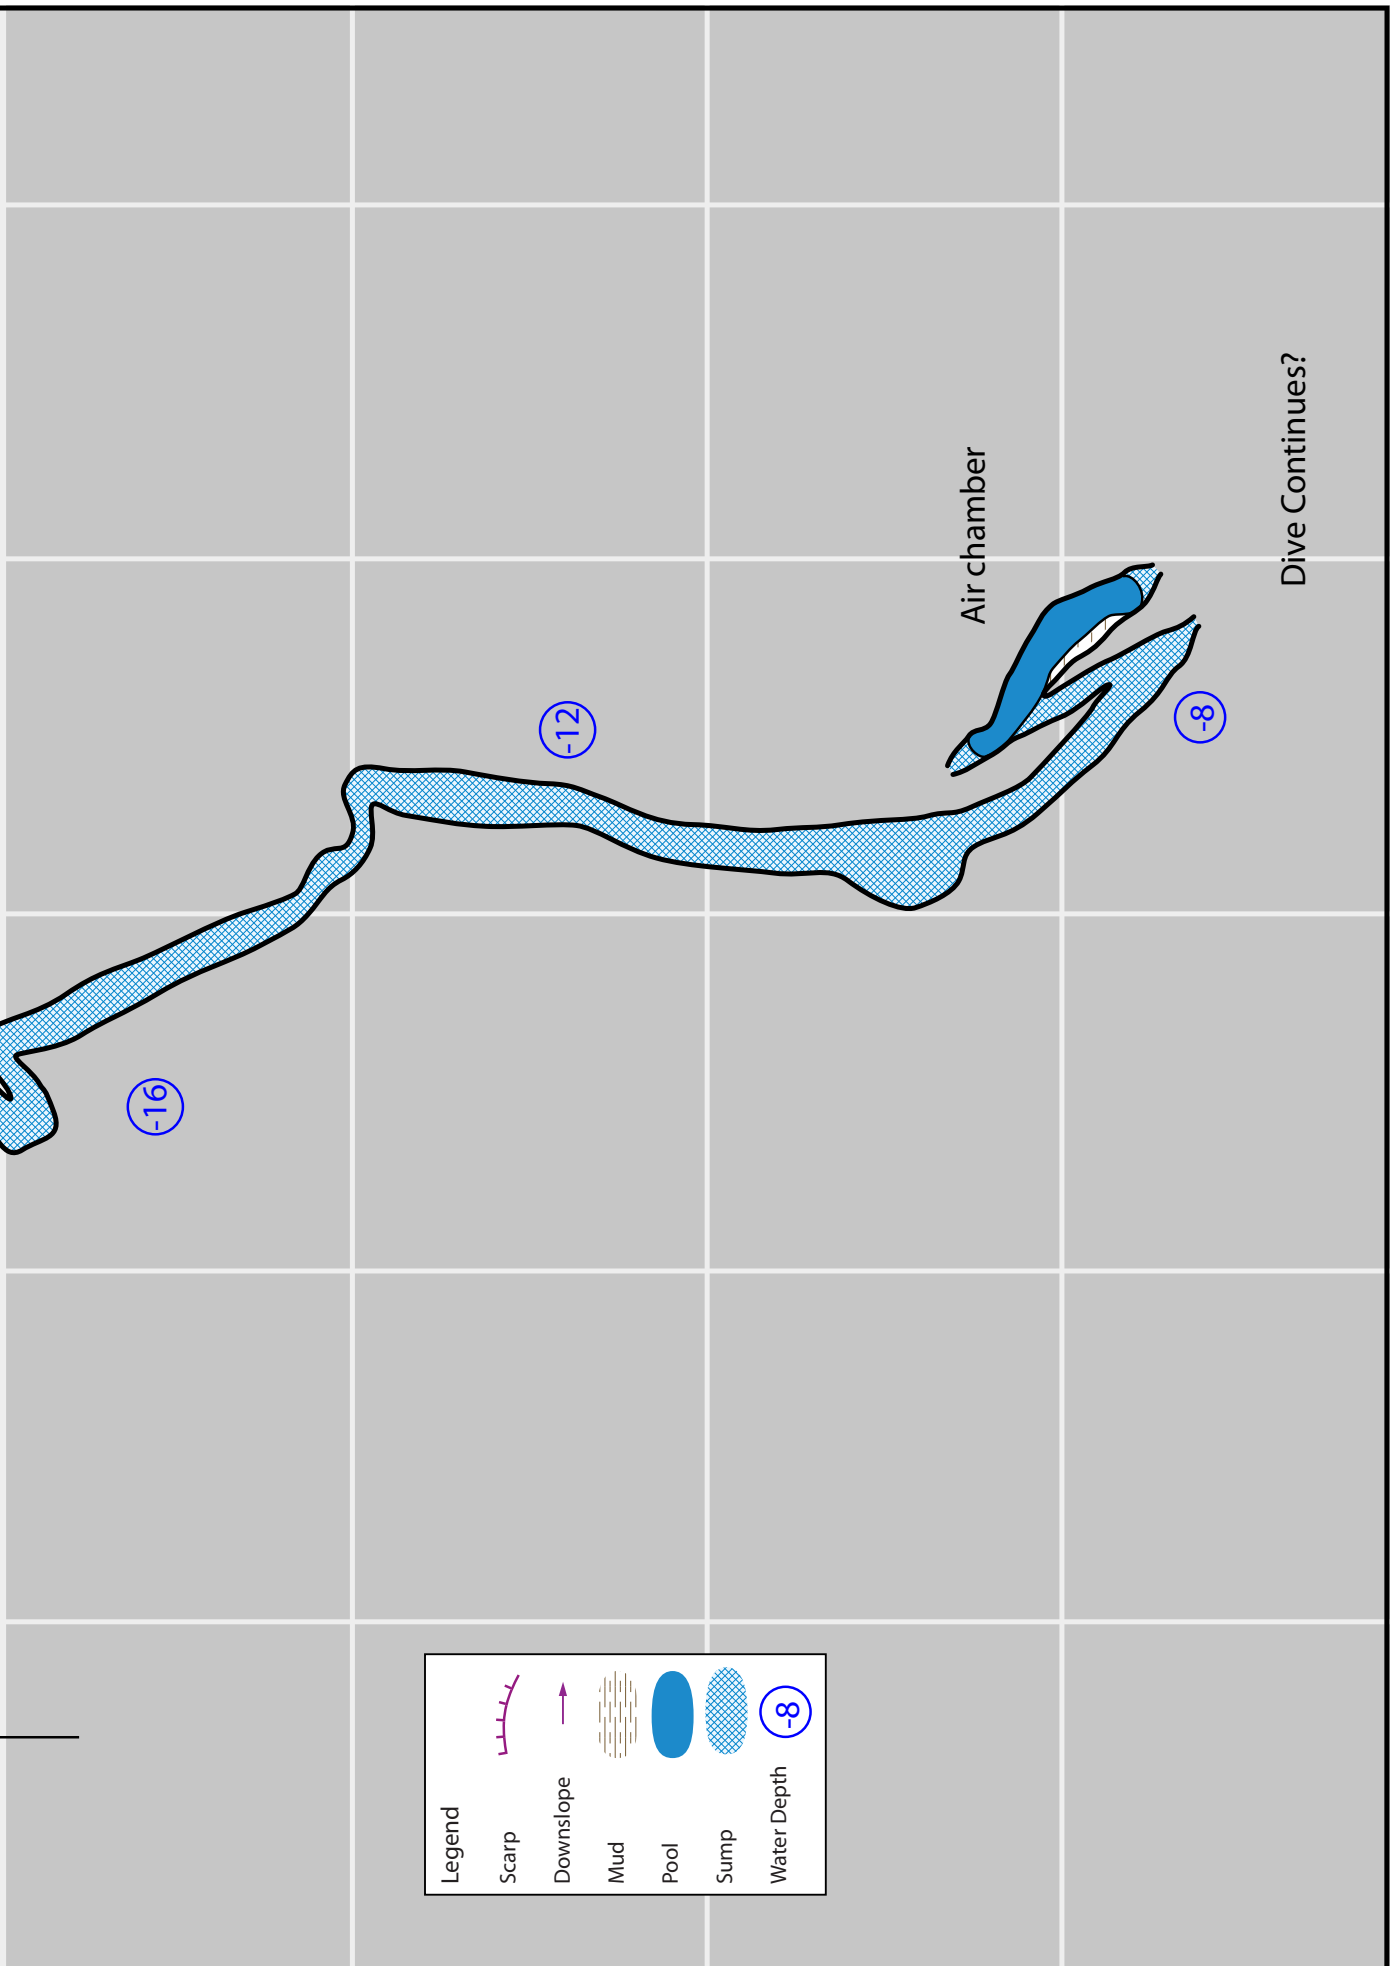 Air chamber
Dive Continues?
-12
-8
-16
Legend
Scarp
Downslope
Mud
Pool
Sump
Water Depth
-8